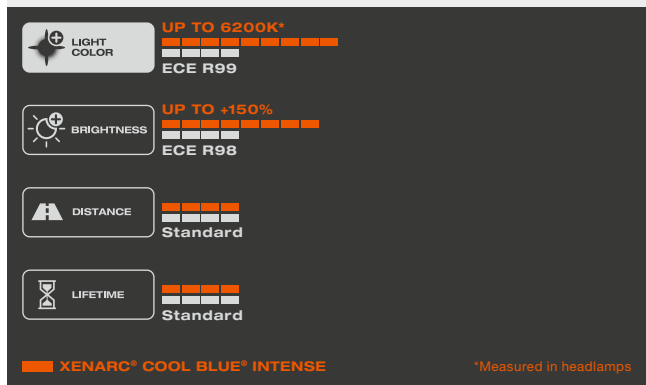 UP TO 6200K*
LIGHT
COLOR
ECE R99
UP TO +150%
BRIGHTNESS
ECE R98
DISTANCE
Standard
LIFETIME
Standard
XENARC® COOL BLUE® INTENSE
*Measured in headlamps